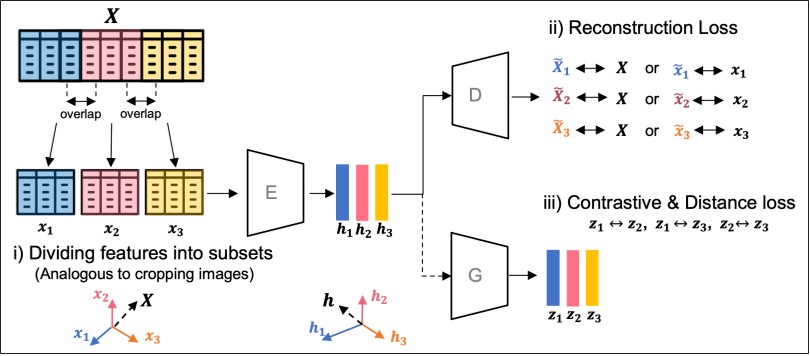 X
overlap overlap
x₁ x₂ x₃
i) Dividing features into subsets
(Analogous to cropping images)
x₂ X
x₁ x₃
E
h₁ h₂ h₃
h h₂
h₁ h₃
D
G
ii) Reconstruction Loss
X̃₁ ↔ X or x̃₁ ↔ x₁
X̃₂ ↔ X or x̃₂ ↔ x₂
X̃₃ ↔ X or x̃₃ ↔ x₃
iii) Contrastive & Distance loss
z₁ ↔ z₂, z₁ ↔ z₃, z₂ ↔ z₃
z₁ z₂ z₃